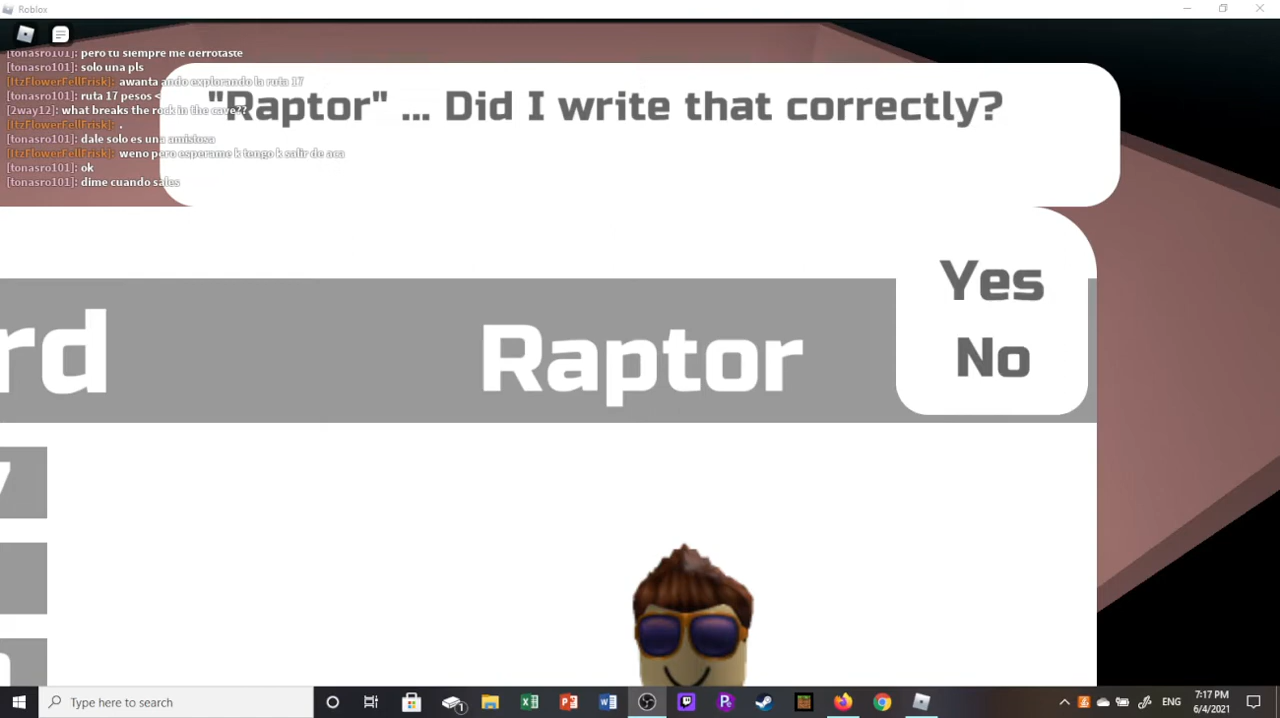 Roblox
[tonasro101]: pero tu siempre me derrotaste
[tonasro101]: solo una pls
[ItzFlowerFellFrisk]: awanta ando explorando la ruta 17
[tonasro101]: ruta 17 pesos <
[2way12]: what breaks the rock in the cave??
[ItzFlowerFellFrisk]: .
[tonasro101]: dale solo es una amistosa
[ItzFlowerFellFrisk]: weno pero esperame k tengo k salir de aca
[tonasro101]: ok
[tonasro101]: dime cuando sales
"Raptor" ... Did I write that correctly?
Yes
No
rd
Raptor
Type here to search
1
ENG
7:17 PM
6/4/2021